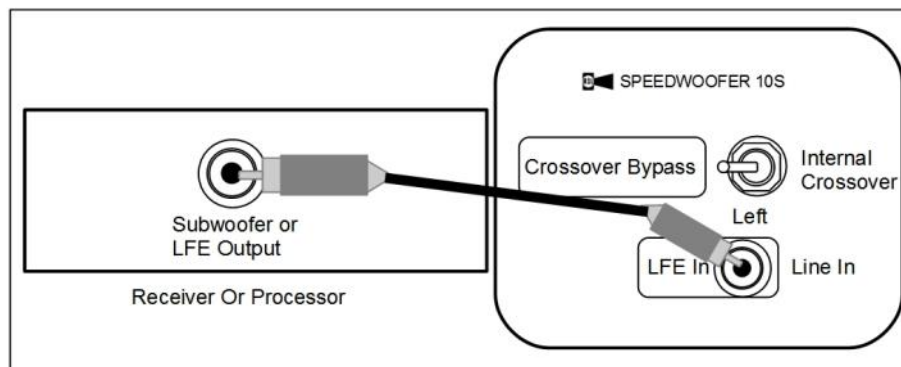 SPEEDWOOFER 10S
Crossover Bypass
Internal
Crossover
Left
Subwoofer or
LFE Output
LFE In
Line In
Receiver Or Processor